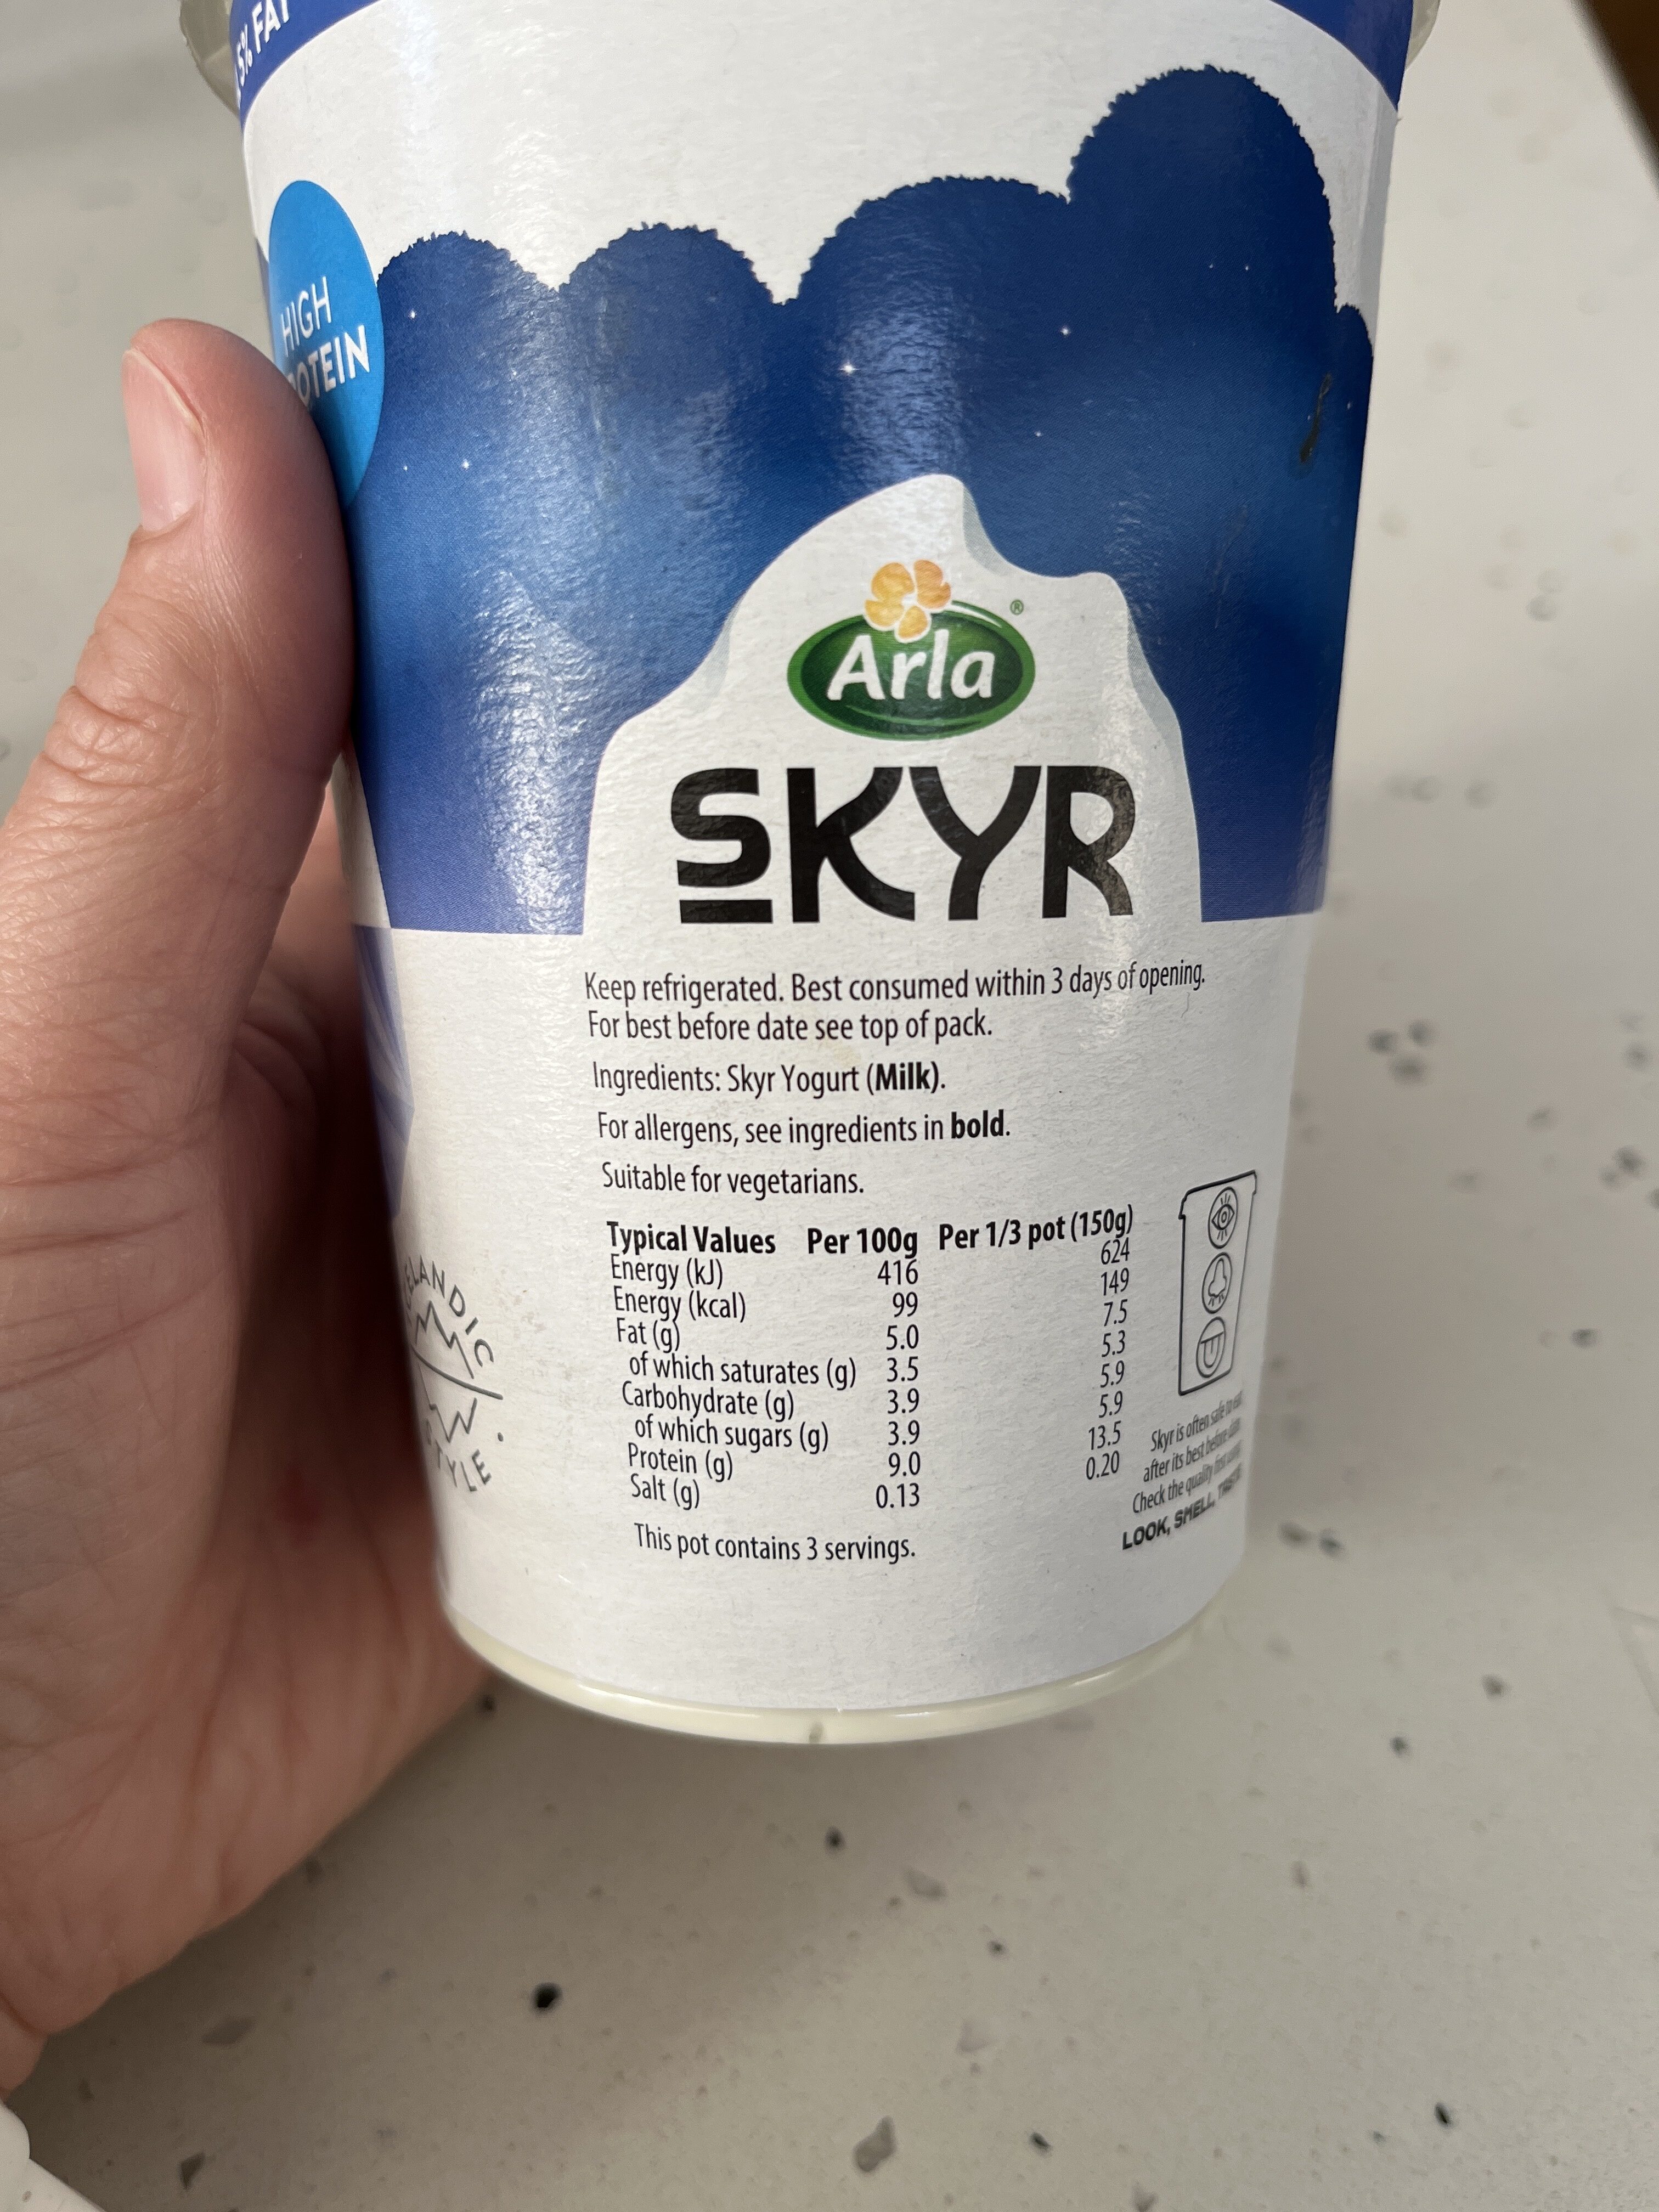 5% FAT
HIGH
PROTEIN
Arla®
SKYR
Keep refrigerated. Best consumed within 3 days of opening.
For best before date see top of pack.
Ingredients: Skyr Yogurt (Milk).
For allergens, see ingredients in bold.
Suitable for vegetarians.
Typical Values Per 100g Per 1/3 pot (150g)
Energy (kJ) 416 624
Energy (kcal) 99 149
Fat (g) 5.0 7.5
of which saturates (g) 3.5 5.3
Carbohydrate (g) 3.9 5.9
of which sugars (g) 3.9 5.9
Protein (g) 9.0 13.5
Salt (g) 0.13 0.20
This pot contains 3 servings.
ELANDIC
STYLE
Skyr is often safe to eat
after its best before date.
Check the quality first using:
LOOK, SMELL, TASTE